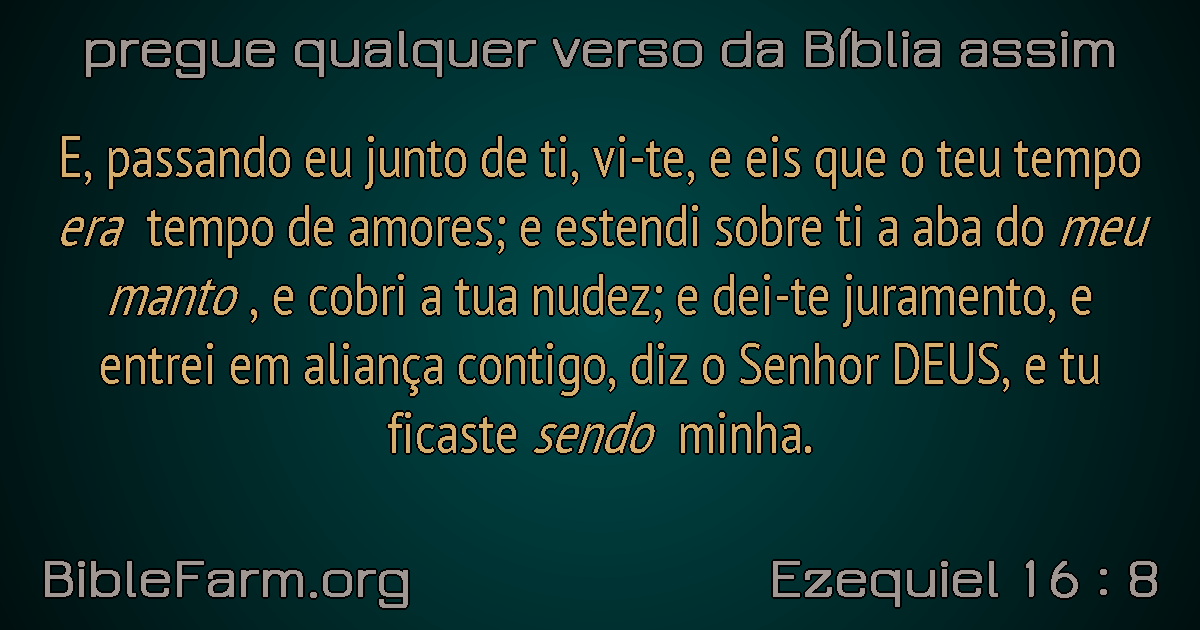 pregue qualquer verso da Bíblia assim
E, passando eu junto de ti, vi-te, e eis que o teu tempo
era tempo de amores; e estendi sobre ti a aba do meu
manto , e cobri a tua nudez; e dei-te juramento, e
entrei em aliança contigo, diz o Senhor DEUS, e tu
ficaste sendo minha.
BibleFarm.org
Ezequiel 16 : 8